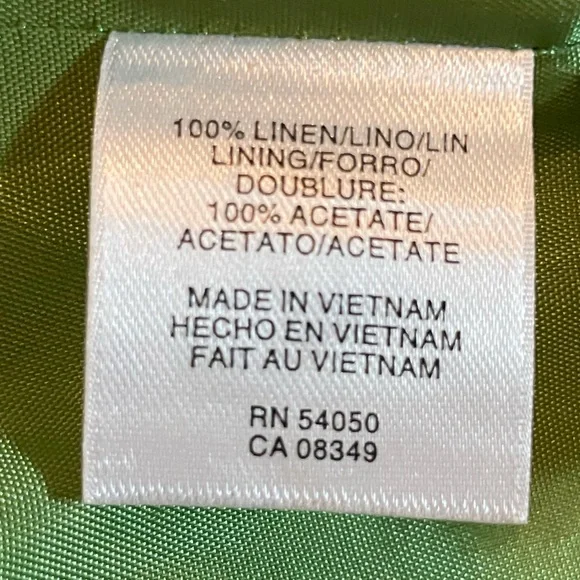 100% LINEN/LINO/LIN
LINING/FORRO/
DOUBLURE:
100% ACETATE/
ACETATO/ACETATE
MADE IN VIETNAM
HECHO EN VIETNAM
FAIT AU VIETNAM
RN 54050
CA 08349